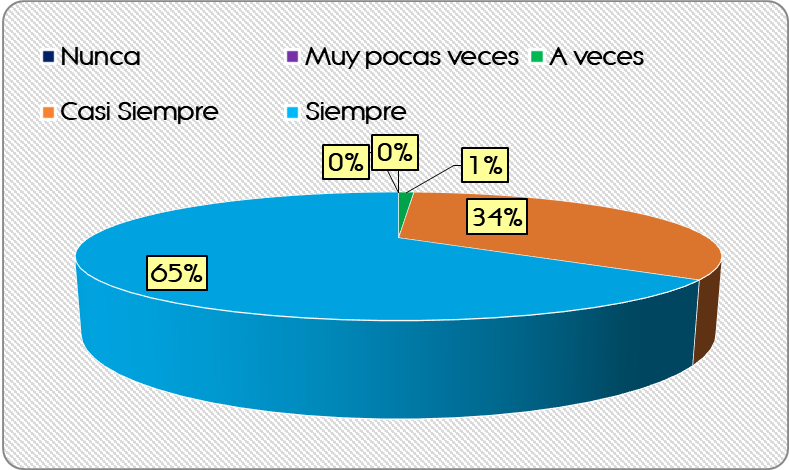 Nunca Muy pocas veces A veces
Casi Siempre Siempre
0% 0% 1%
34%
65%